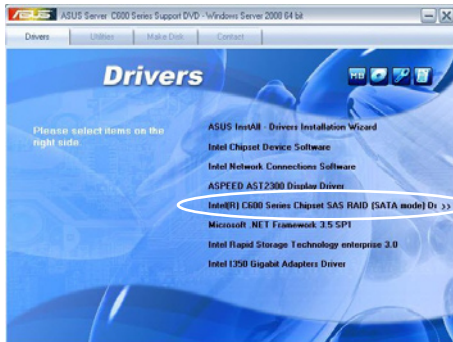 ASUS ASUS Server C600 Series Support DVD - Windows Server 2008 64 bit
Drivers Utilities Make Disk Contact
Drivers
MB
Please select items on the
right side.
ASUS InstAll - Drivers Installation Wizard
Intel Chipset Device Software
Intel Network Connections Software
ASPEED AST2300 Display Driver
Intel(R) C600 Series Chipset SAS RAID (SATA mode) Dr >>
Microsoft .NET Framework 3.5 SP1
Intel Rapid Storage Technology enterprise 3.0
Intel I350 Gigabit Adapters Driver